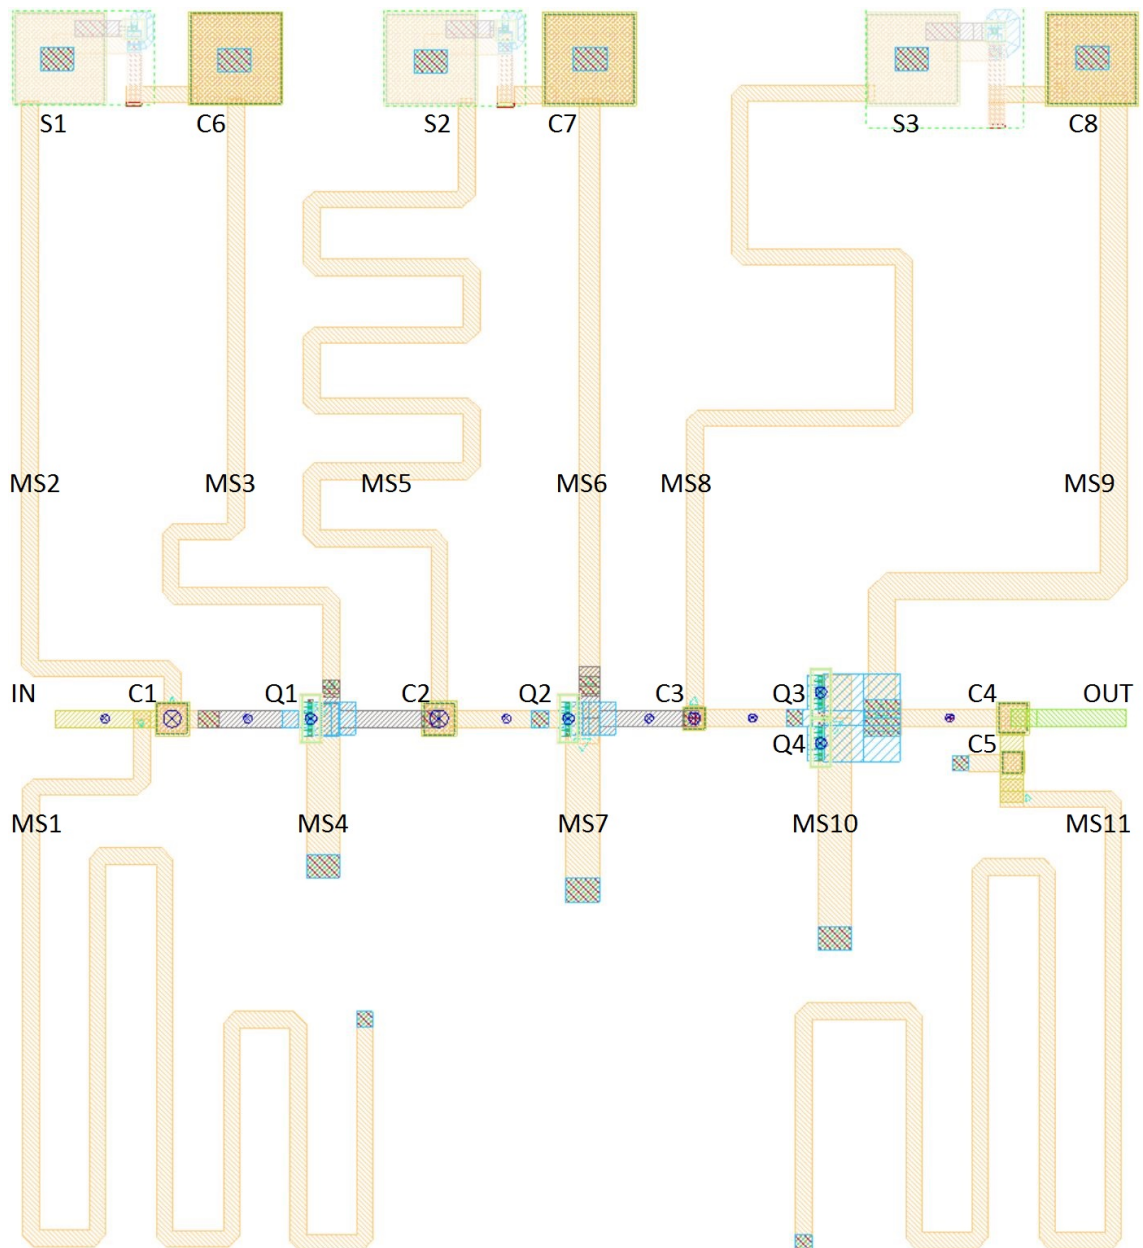 S1 C6 S2 C7 S3 C8
MS2 MS3 MS5 MS6 MS8 MS9
IN C1 Q1 C2 Q2 C3 Q3 C4 OUT
Q4 C5
MS1 MS4 MS7 MS10 MS11